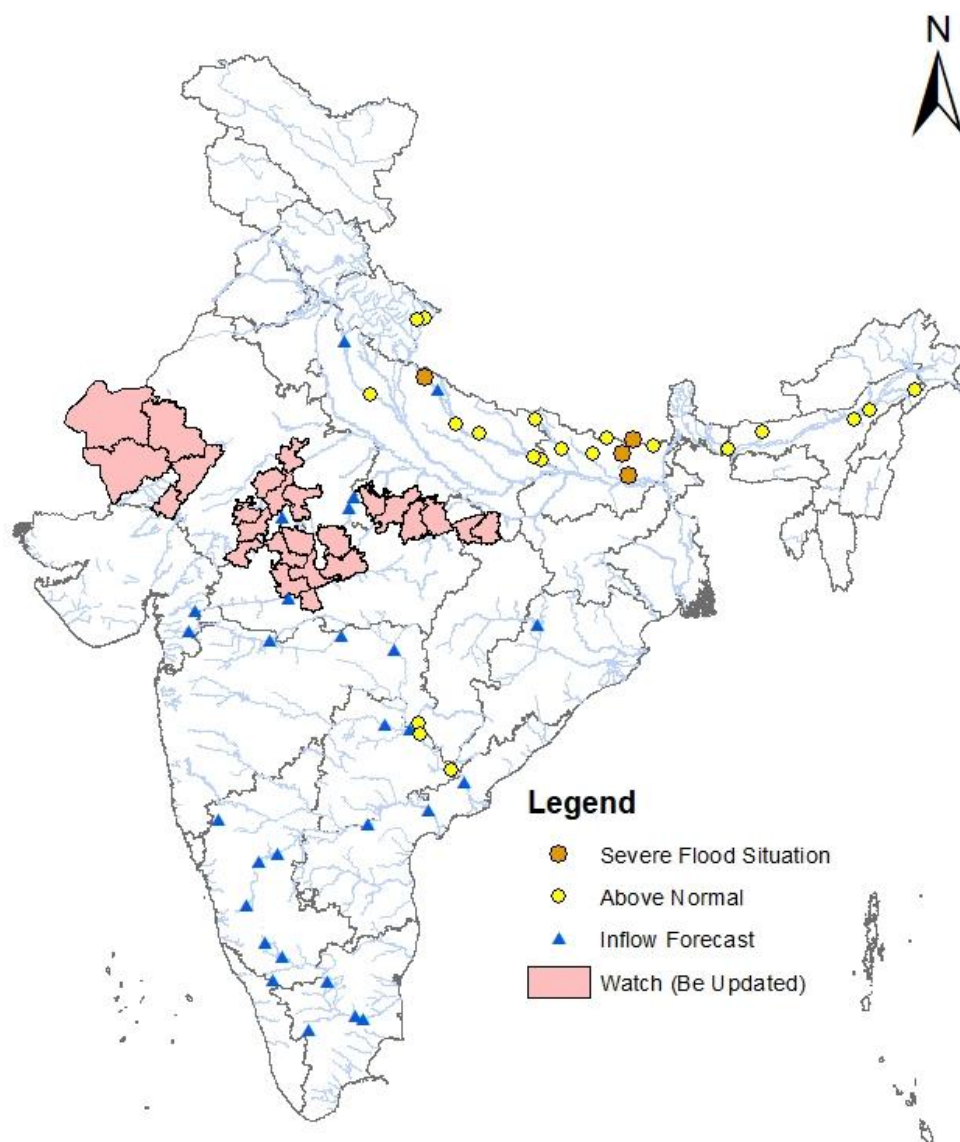 N
Legend
Severe Flood Situation
Above Normal
Inflow Forecast
Watch (Be Updated)